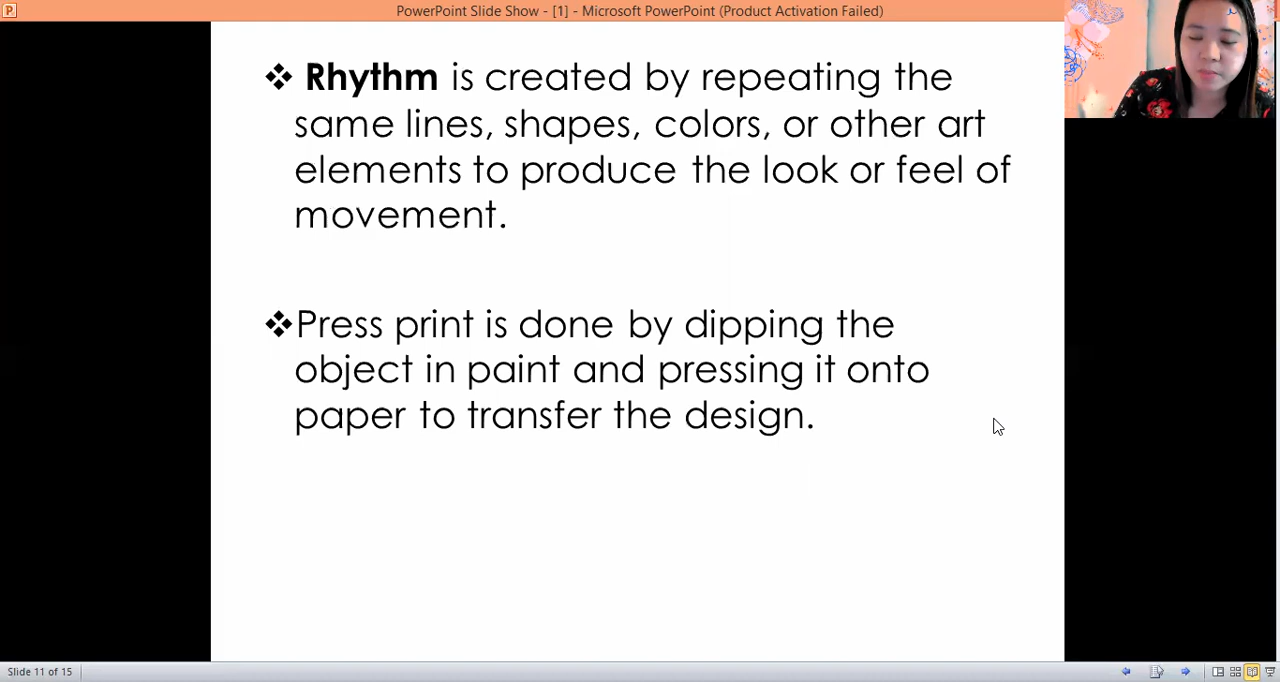 PowerPoint Slide Show - [1] - Microsoft PowerPoint (Product Activation Failed)
❖ Rhythm is created by repeating the
same lines, shapes, colors, or other art
elements to produce the look or feel of
movement.
❖Press print is done by dipping the
object in paint and pressing it onto
paper to transfer the design.
Slide 11 of 15